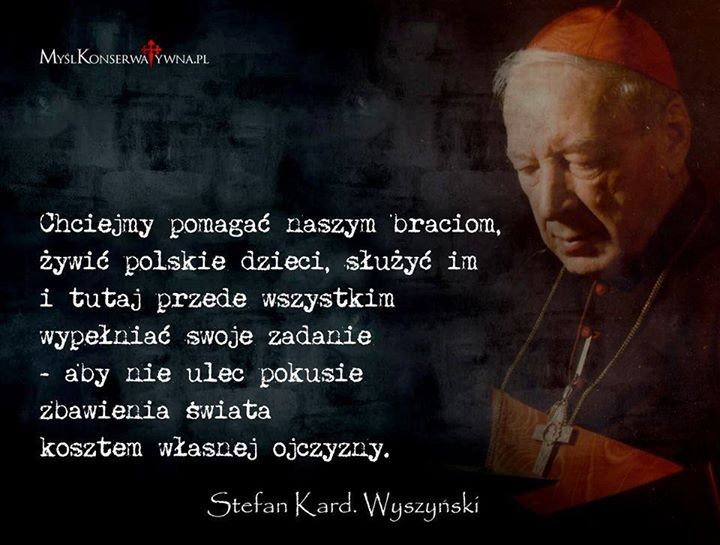 MyślKonserwatywna.pl
Chciejmy pomagać naszym braciom,
żywić polskie dzieci, służyć im
i tutaj przede wszystkim
wypełniać swoje zadanie
- aby nie ulec pokusie
zbawienia świata
kosztem własnej ojczyzny.
Stefan Kard. Wyszyński